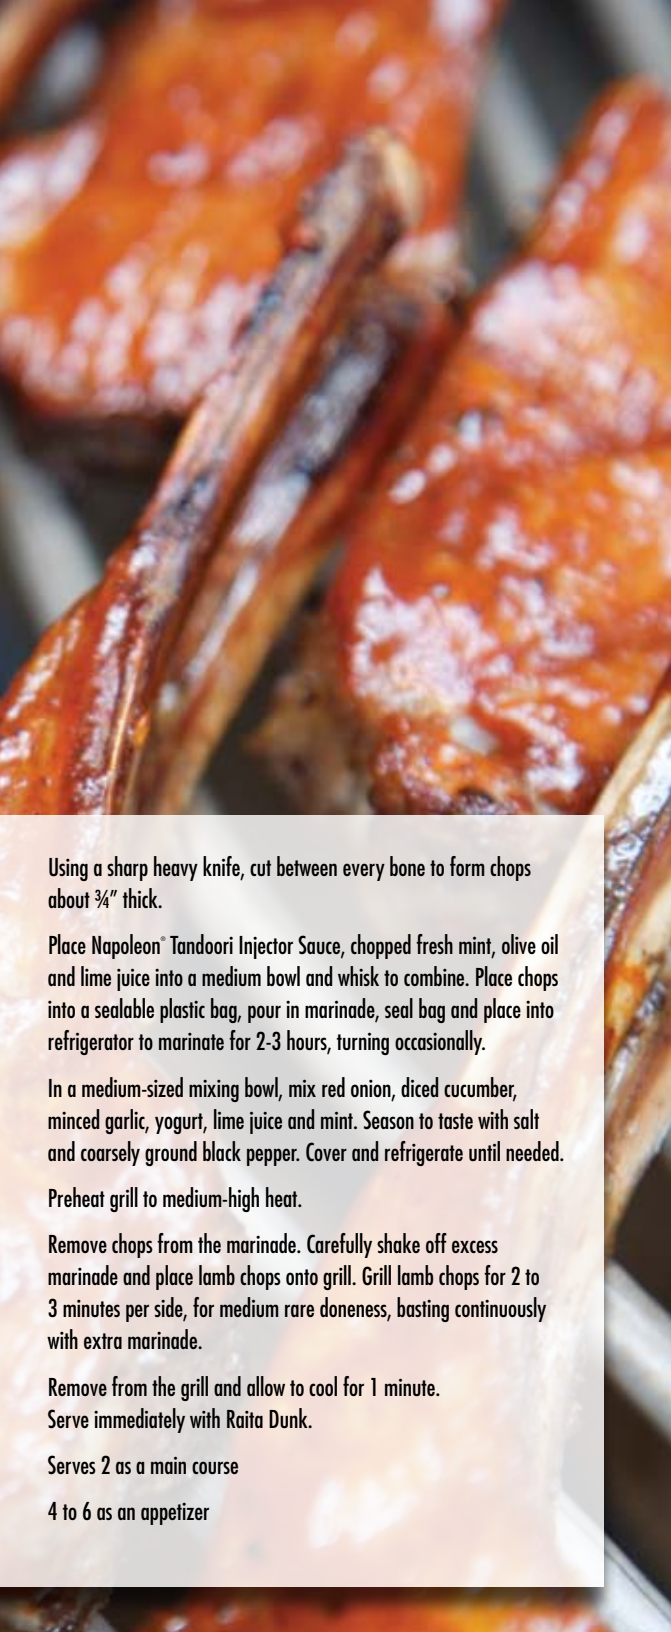 Using a sharp heavy knife, cut between every bone to form chops
about ¾” thick.
Place Napoleon® Tandoori Injector Sauce, chopped fresh mint, olive oil
and lime juice into a medium bowl and whisk to combine. Place chops
into a sealable plastic bag, pour in marinade, seal bag and place into
refrigerator to marinate for 2-3 hours, turning occasionally.
In a medium-sized mixing bowl, mix red onion, diced cucumber,
minced garlic, yogurt, lime juice and mint. Season to taste with salt
and coarsely ground black pepper. Cover and refrigerate until needed.
Preheat grill to medium-high heat.
Remove chops from the marinade. Carefully shake off excess
marinade and place lamb chops onto grill. Grill lamb chops for 2 to
3 minutes per side, for medium rare doneness, basting continuously
with extra marinade.
Remove from the grill and allow to cool for 1 minute.
Serve immediately with Raita Dunk.
Serves 2 as a main course
4 to 6 as an appetizer